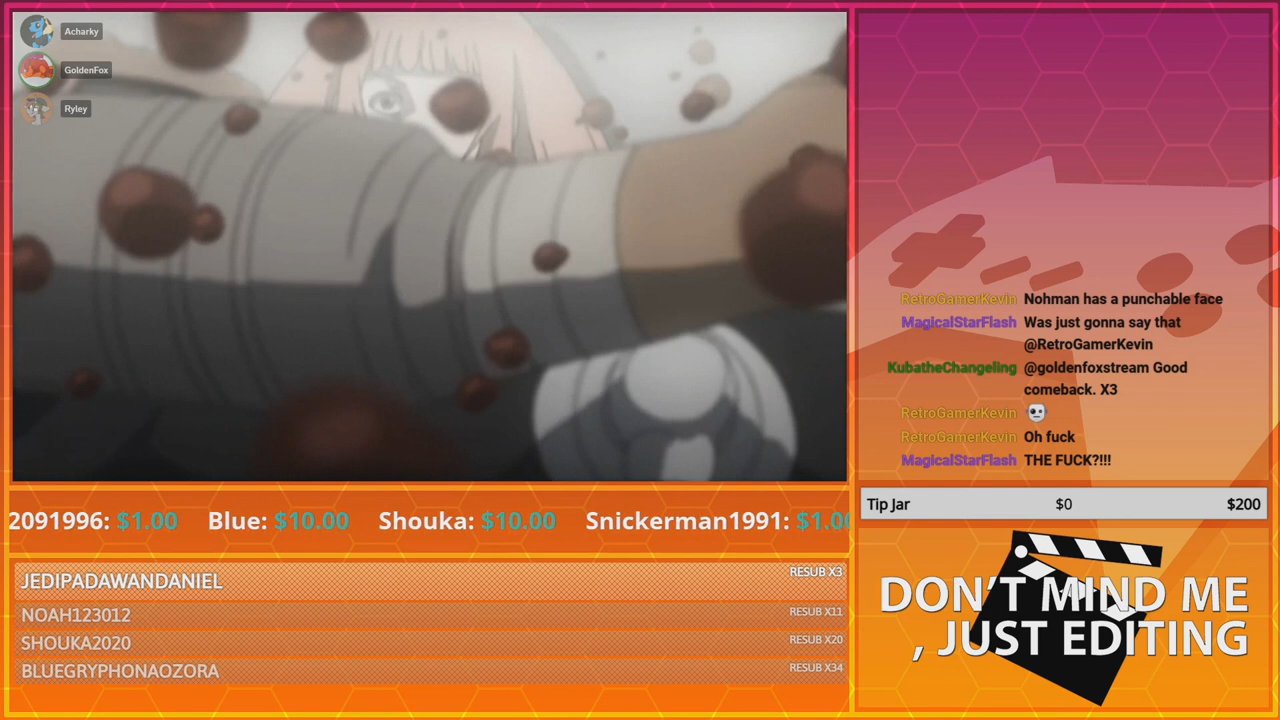 Acharky
GoldenFox
Ryley
RetroGamerKevin Nohman has a punchable face
MagicalStarFlash Was just gonna say that
@RetroGamerKevin
KubatheChangeling @goldenfoxstream Good
comeback. X3
RetroGamerKevin
RetroGamerKevin Oh fuck
MagicalStarFlash THE FUCK?!!!
Tip Jar $0 $200
2091996: $1.00 Blue: $10.00 Shouka: $10.00 Snickerman1991: $1.00
JEDIPADAWANDANIEL RESUB X3
NOAH123012 RESUB X11
SHOUKA2020 RESUB X20
BLUEGRYPHONAOZORA RESUB X34
DON'T MIND ME
, JUST EDITING